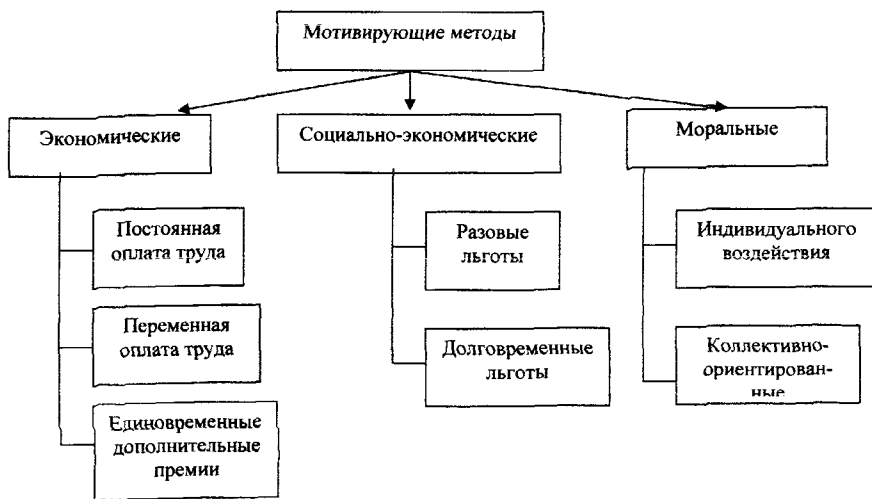 Мотивирующие методы
Экономические
Социально-экономические
Моральные
Постоянная
оплата труда
Переменная
оплата труда
Единовременные
дополнительные
премии
Разовые
льготы
Долговременные
льготы
Индивидуального
воздействия
Коллективно-
ориентирован-
ные